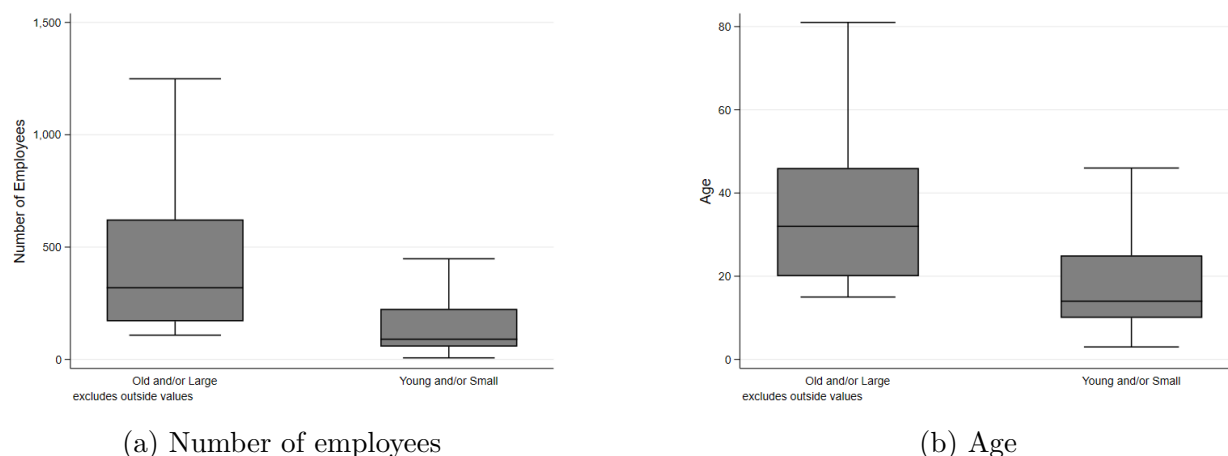 Number of Employees
1,500
1,000
500
0
Old and/or Large
Young and/or Small
excludes outside values
(a) Number of employees
Age
80
60
40
20
0
Old and/or Large
Young and/or Small
excludes outside values
(b) Age